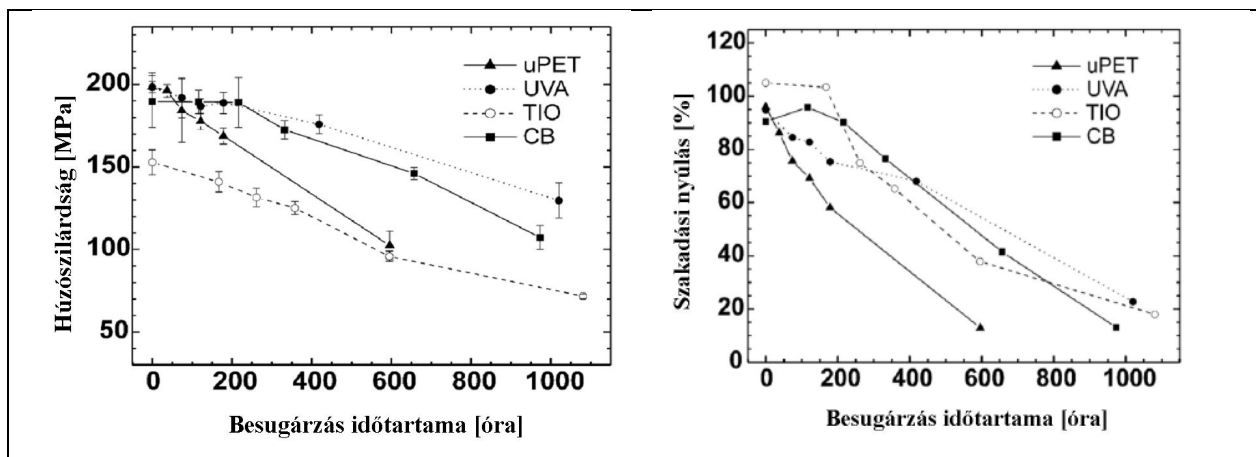 Húzószilárdság [MPa]
200
150
100
50
uPET
UVA
TIO
CB
0
200
400
600
800
1000
Besugárzás időtartama [óra]
Szakadási nyúlás [%]
120
100
80
60
40
20
0
uPET
UVA
TIO
CB
0
200
400
600
800
1000
Besugárzás időtartama [óra]